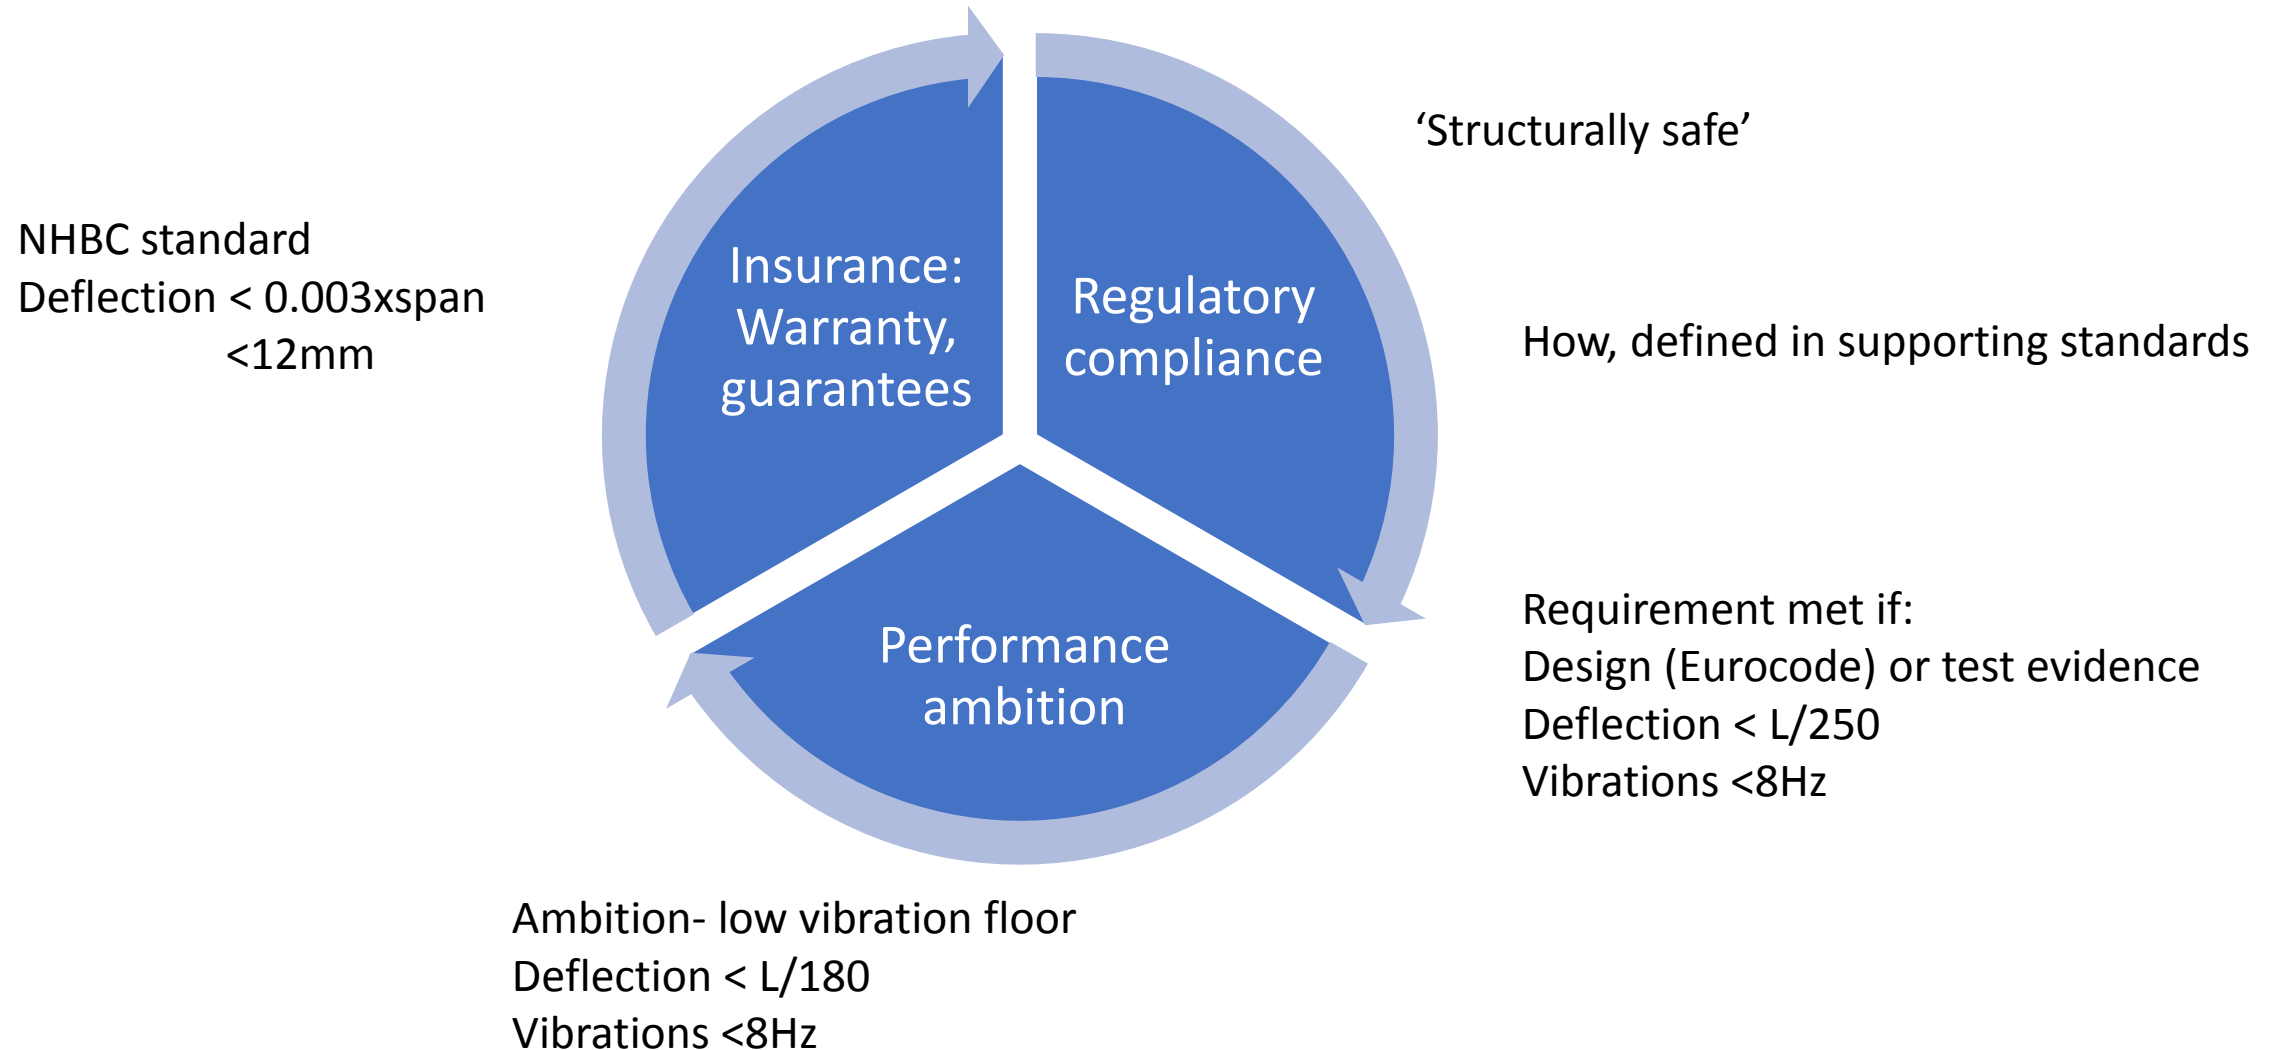 ‘Structurally safe’
NHBC standard
Deflection < 0.003xspan
<12mm
Insurance:
Warranty,
guarantees
Regulatory
compliance
How, defined in supporting standards
Requirement met if:
Design (Eurocode) or test evidence
Deflection < L/250
Vibrations <8Hz
Performance
ambition
Ambition- low vibration floor
Deflection < L/180
Vibrations <8Hz